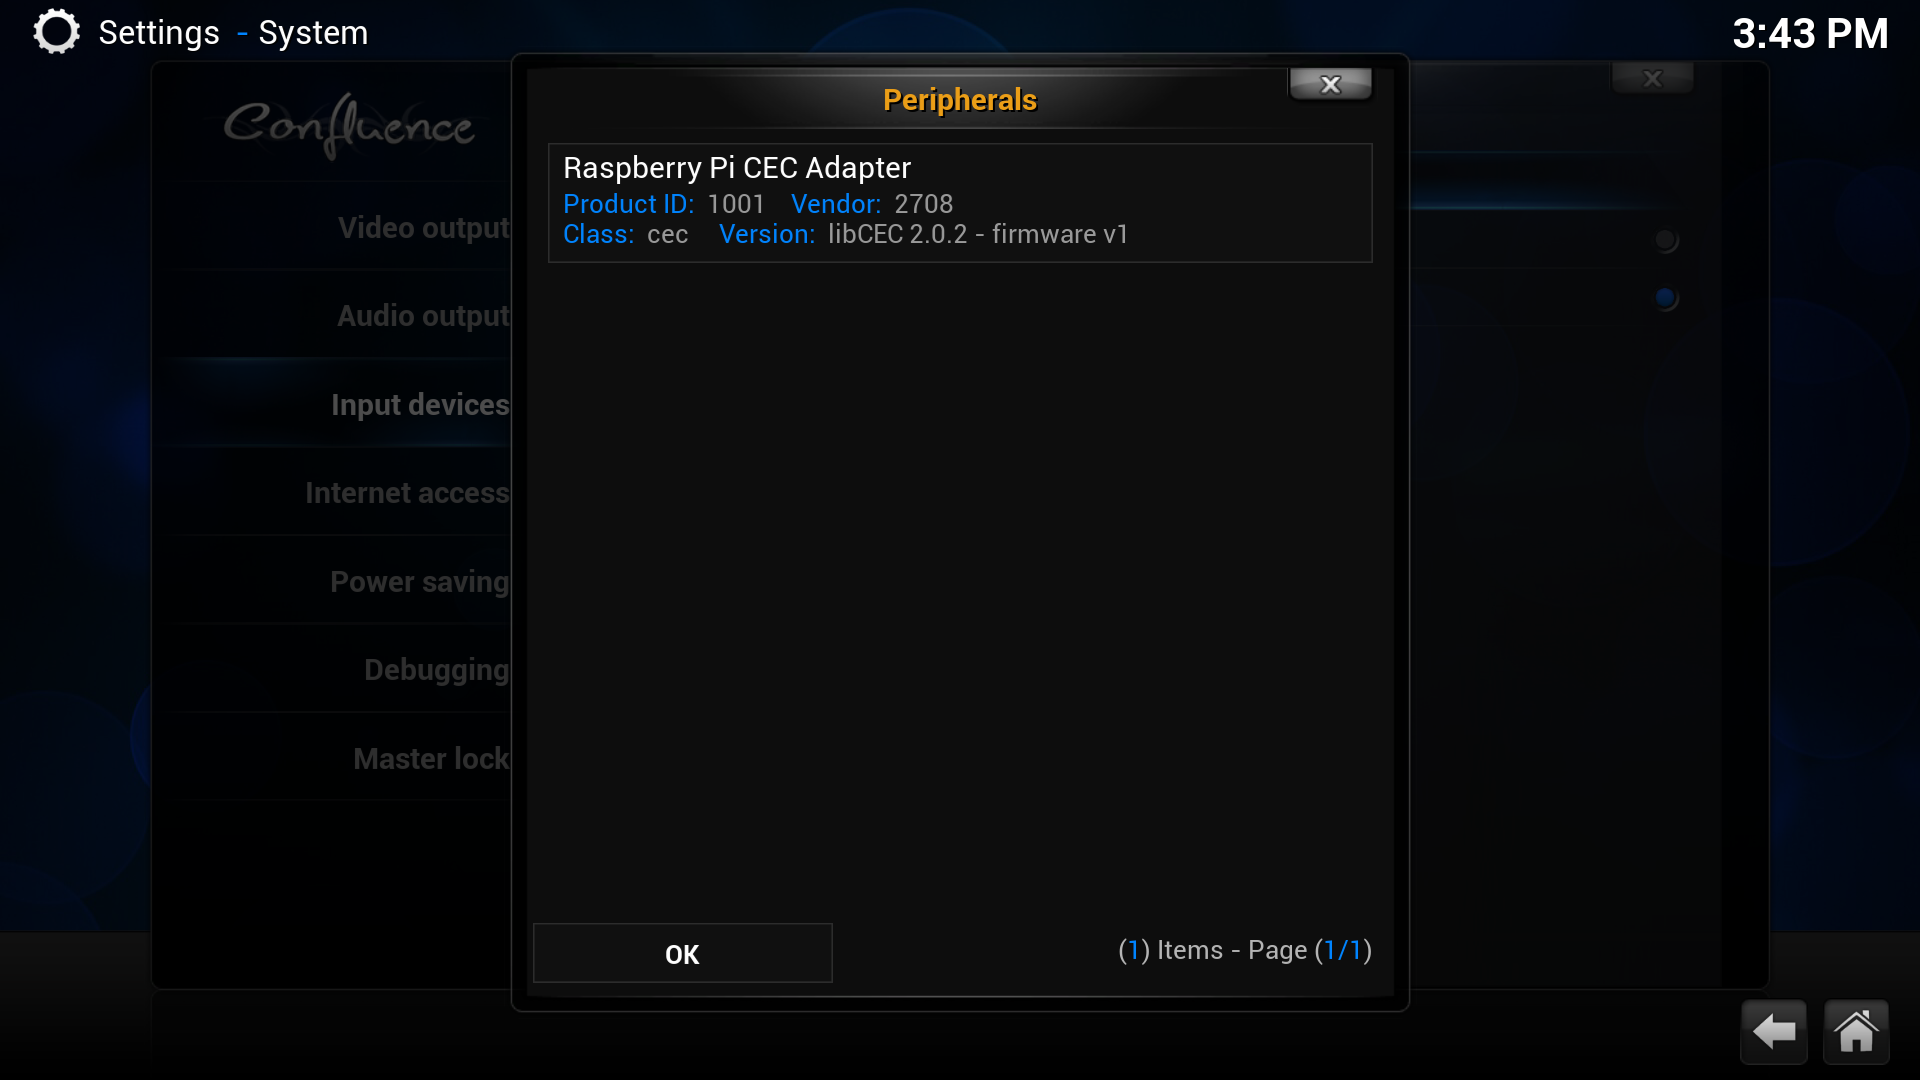 Settings - System
3:43 PM
Confluence
Peripherals
X
X
Raspberry Pi CEC Adapter
Product ID: 1001 Vendor: 2708
Class: cec Version: libCEC 2.0.2 - firmware v1
Video output
Audio output
Input devices
Internet access
Power saving
Debugging
Master lock
OK
(1) Items - Page (1/1)